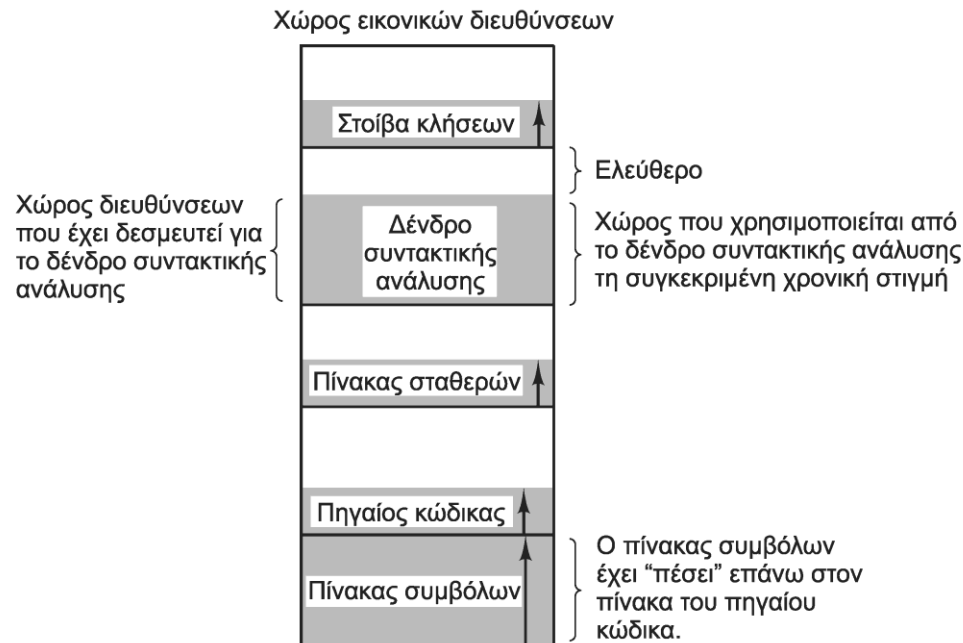 Χώρος εικονικών διευθύνσεων
Στοίβα κλήσεων
Ελεύθερο
Χώρος διευθύνσεων
που έχει δεσμευτεί για
το δένδρο συντακτικής
ανάλυσης
Δένδρο
συντακτικής
ανάλυσης
Χώρος που χρησιμοποιείται από
το δένδρο συντακτικής ανάλυσης
τη συγκεκριμένη χρονική στιγμή
Πίνακας σταθερών
Πηγαίος κώδικας
Πίνακας συμβόλων
Ο πίνακας συμβόλων
έχει “πέσει” επάνω στον
πίνακα του πηγαίου
κώδικα.